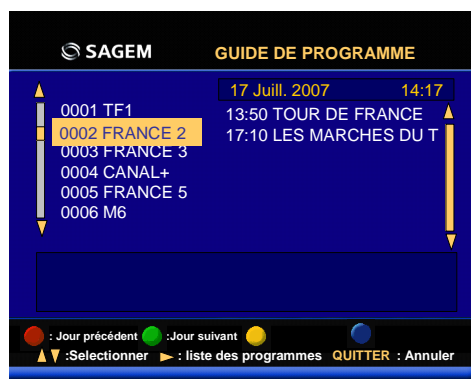 SAGEM GUIDE DE PROGRAMME
17 Juill. 2007 14:17
0001 TF1
0002 FRANCE 2
0003 FRANCE 3
0004 CANAL+
0005 FRANCE 5
0006 M6
13:50 TOUR DE FRANCE
17:10 LES MARCHES DU T
: Jour précédent :Jour suivant
:Selectionner : liste des programmes QUITTER : Annuler